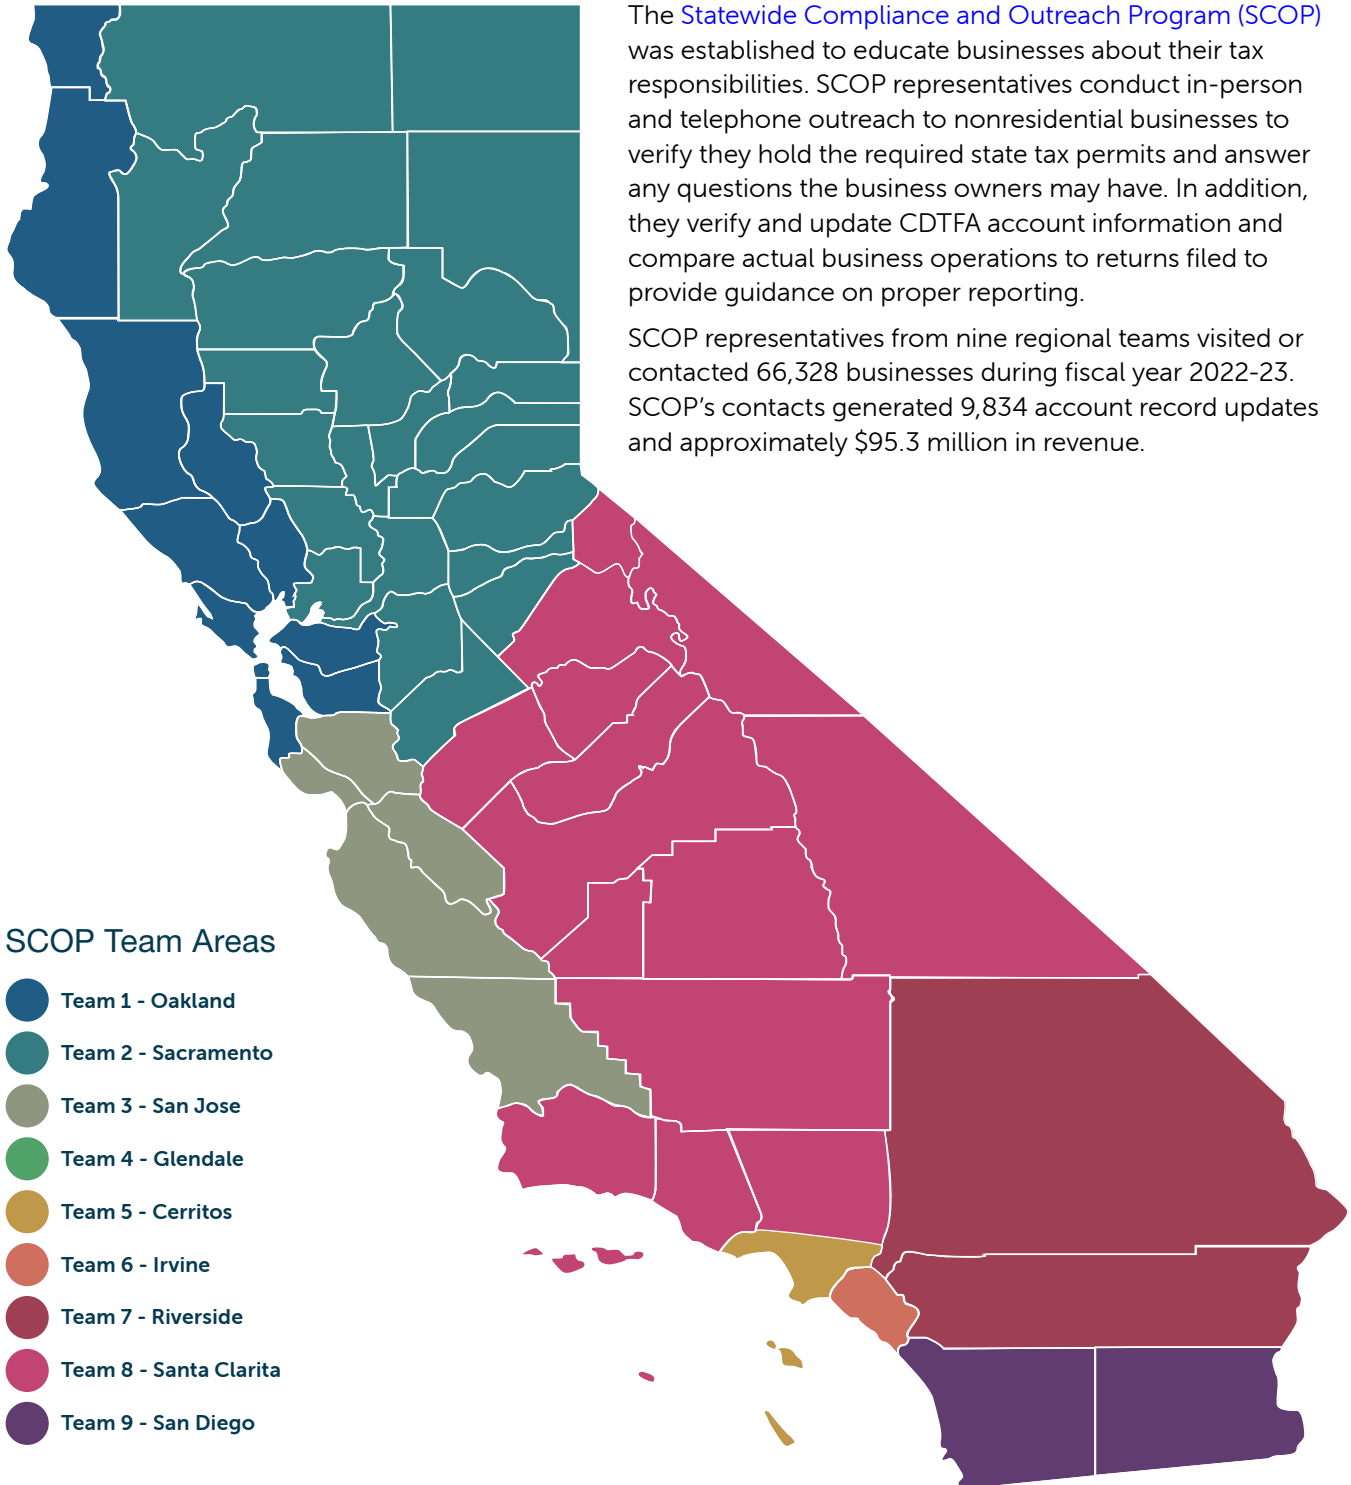 The Statewide Compliance and Outreach Program (SCOP)
was established to educate businesses about their tax
responsibilities. SCOP representatives conduct in-person
and telephone outreach to nonresidential businesses to
verify they hold the required state tax permits and answer
any questions the business owners may have. In addition,
they verify and update CDTFA account information and
compare actual business operations to returns filed to
provide guidance on proper reporting.
SCOP representatives from nine regional teams visited or
contacted 66,328 businesses during fiscal year 2022-23.
SCOP’s contacts generated 9,834 account record updates
and approximately $95.3 million in revenue.
SCOP Team Areas
Team 1 - Oakland
Team 2 - Sacramento
Team 3 - San Jose
Team 4 - Glendale
Team 5 - Cerritos
Team 6 - Irvine
Team 7 - Riverside
Team 8 - Santa Clarita
Team 9 - San Diego